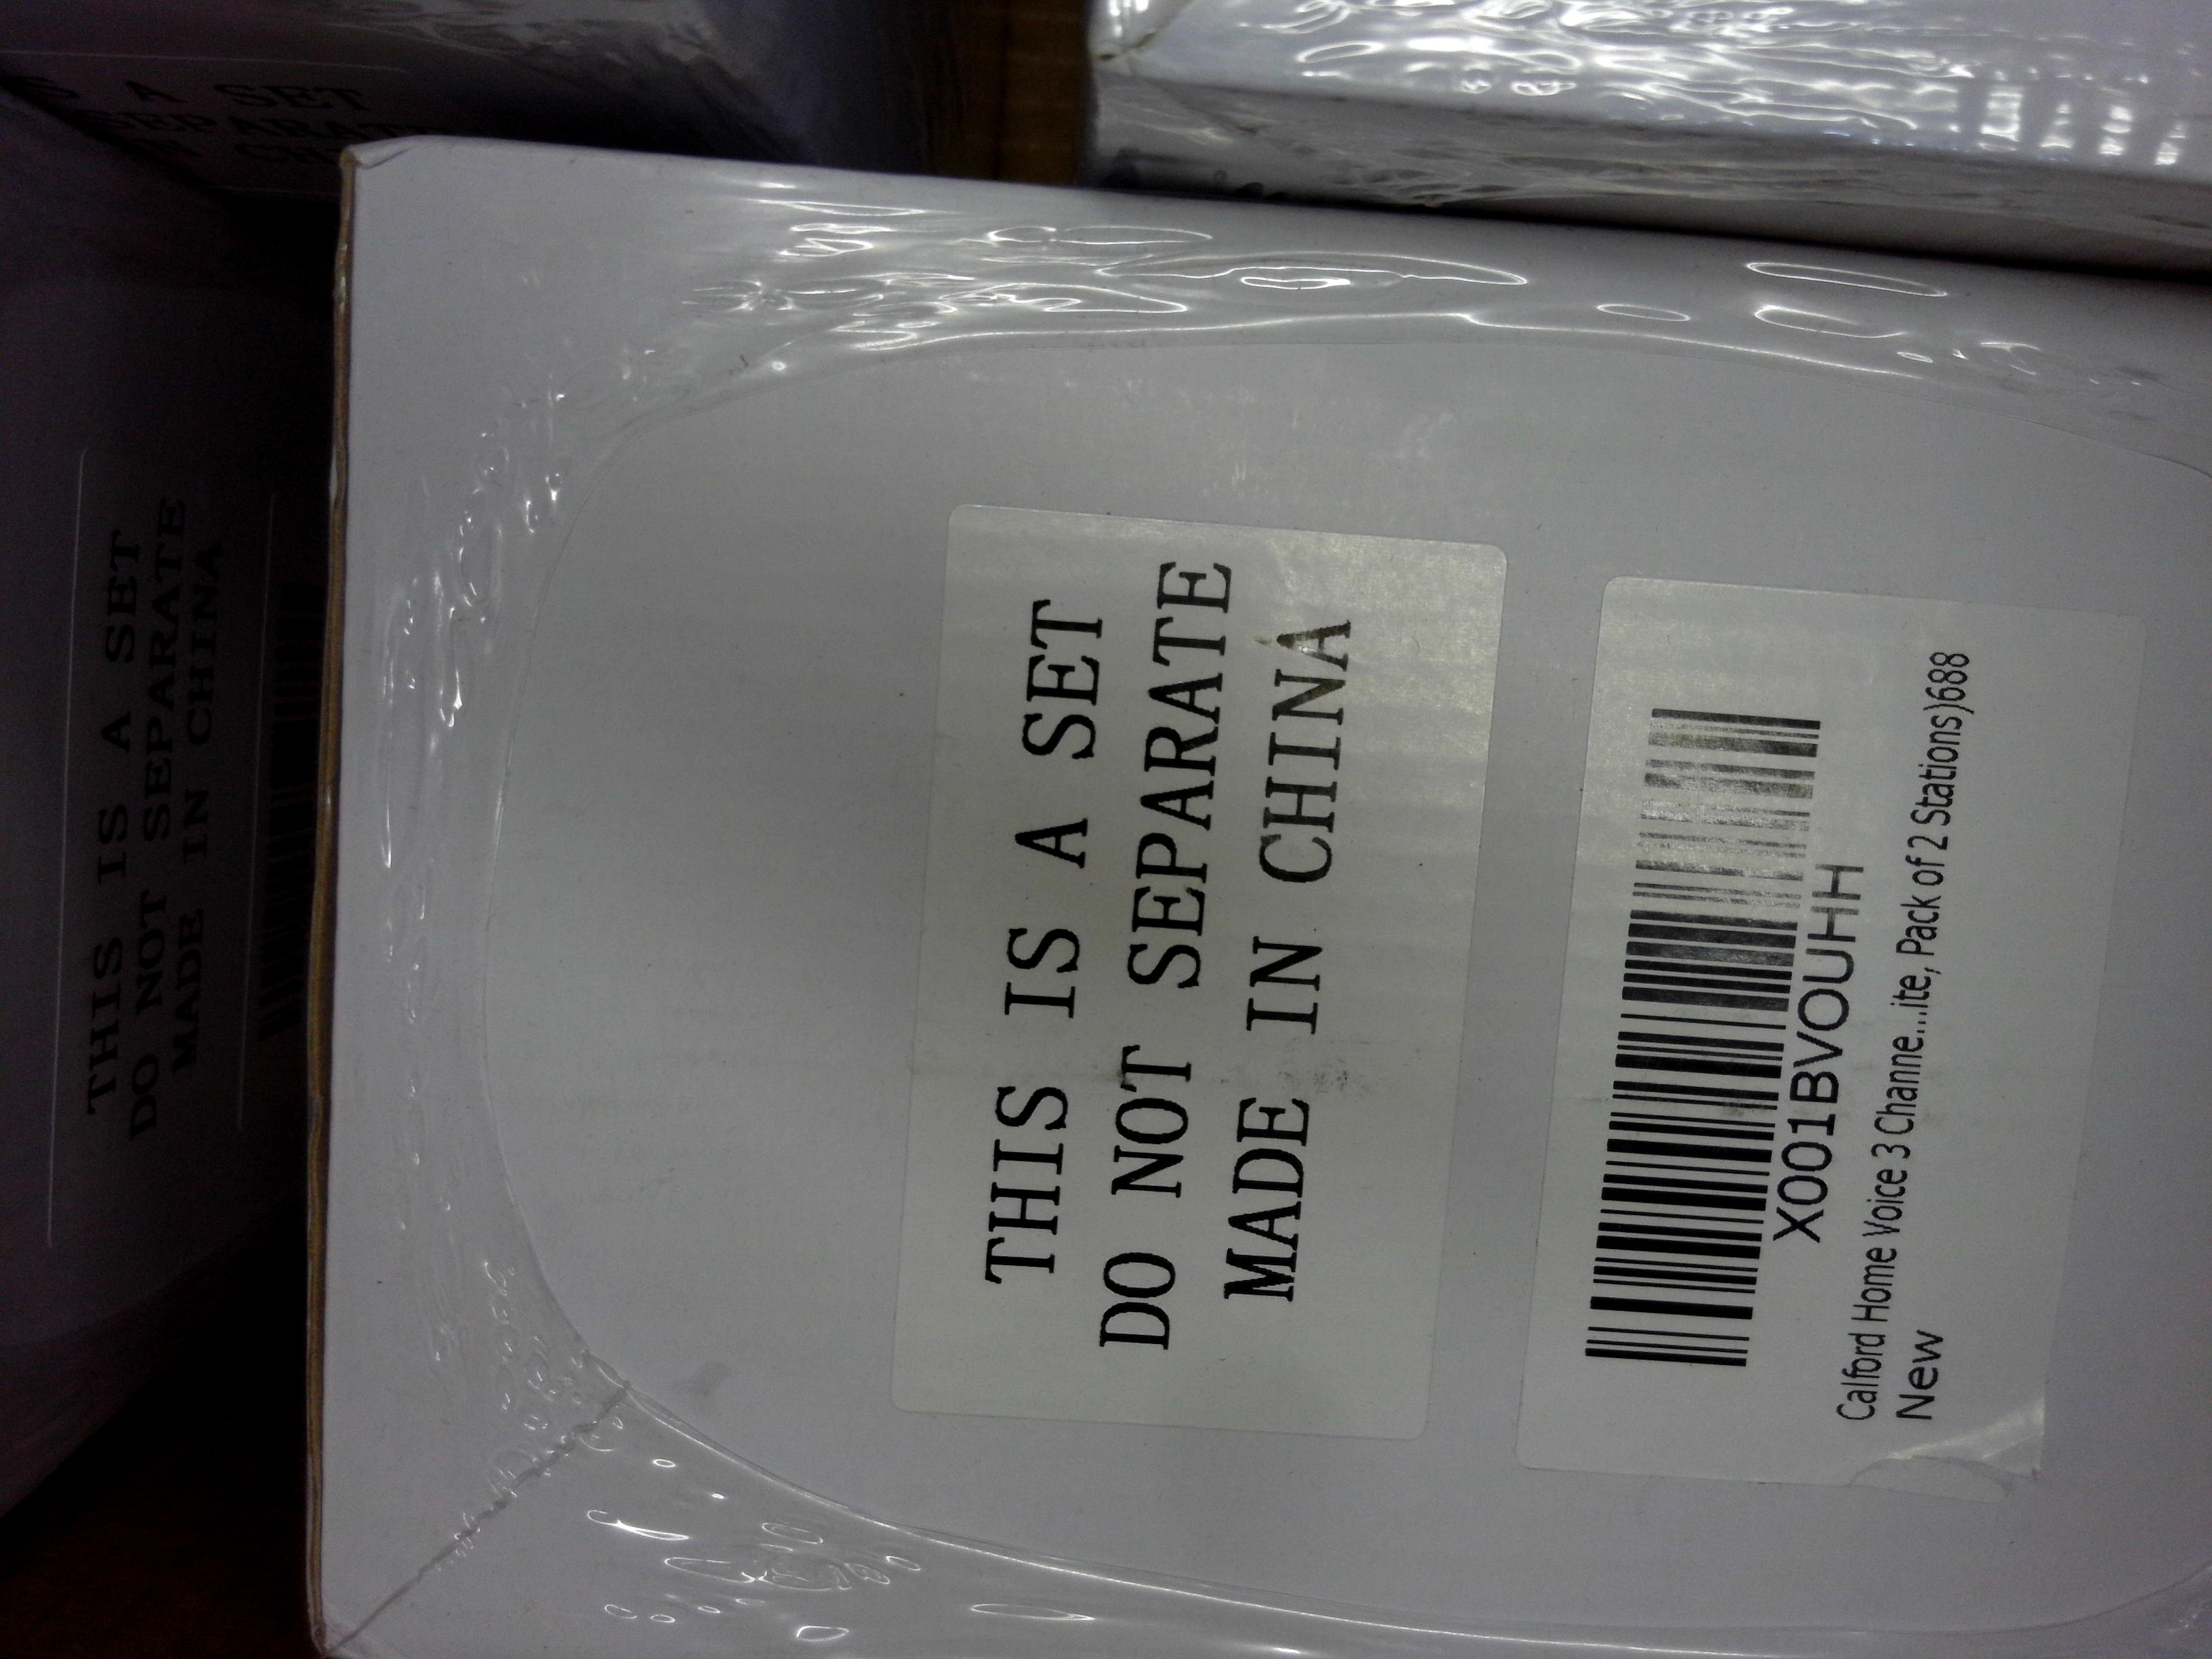 THIS IS A SET
DO NOT SEPARATE
MADE IN CHINA
X001BVOUHH
Calford Home Voice 3 Channe...ite, Pack of 2 Stations)688
New
THIS IS A SET
DO NOT SEPARATE
MADE IN CHINA
A SET